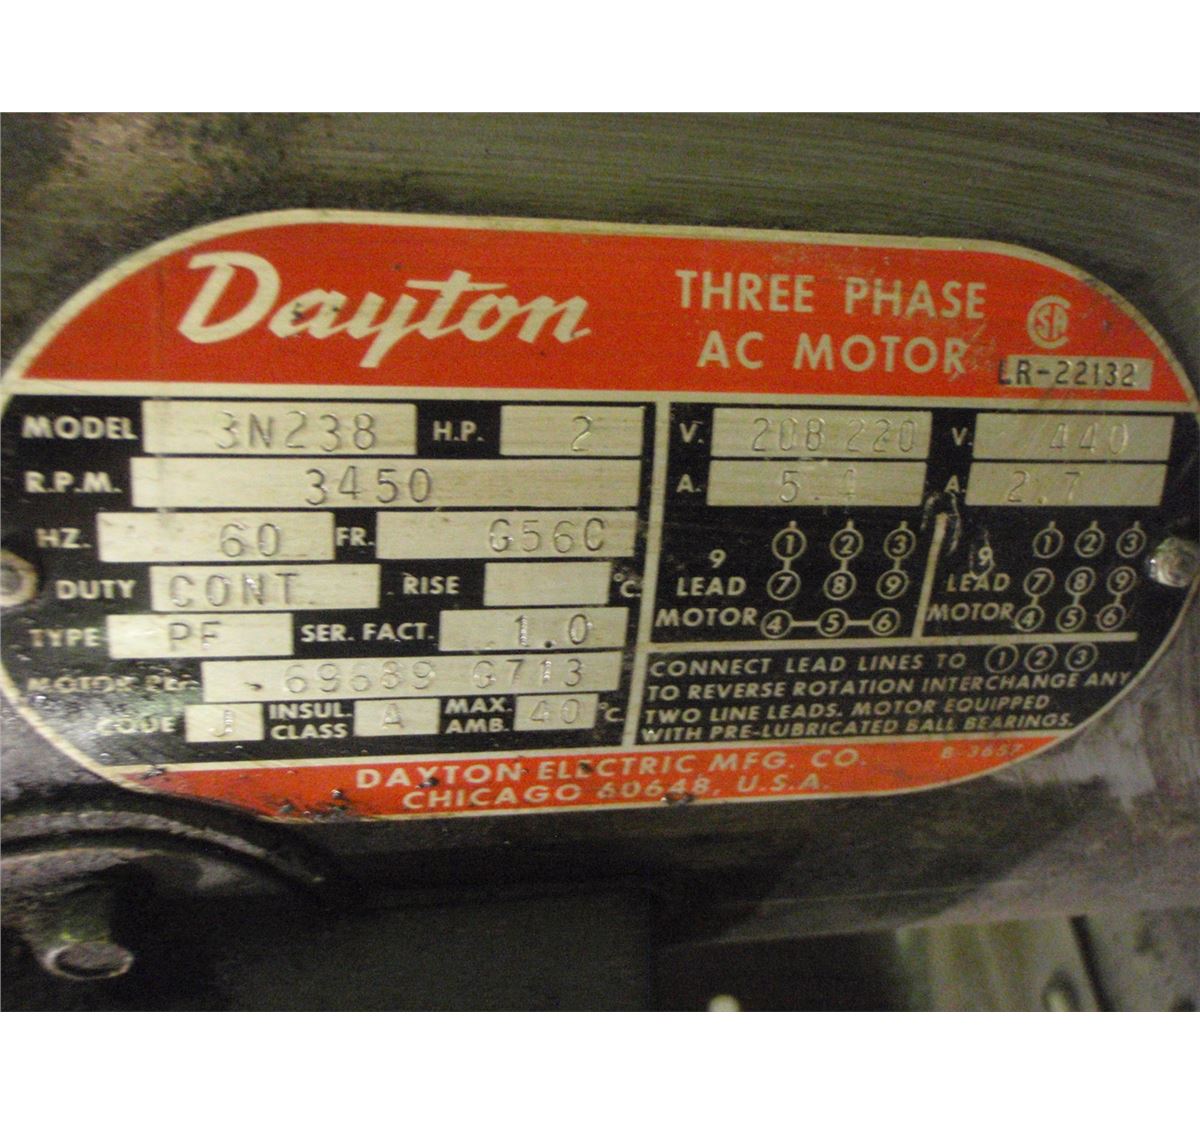 Dayton
THREE PHASE
AC MOTOR
LR-22132
MODEL 3N238 H.P. 2
R.P.M. 3450
HZ. 60 FR. G56C
DUTY CONT. RISE °C.
TYPE PF SER. FACT. 1.0
MOTOR REF. 69689 G713
CODE J INSUL. CLASS A MAX. AMB. 40 °C.
V. 208 220 V. 440
A. 5.4 A. 2.7
9 LEAD MOTOR
1 2 3
7 8 9
4 5 6
9 LEAD MOTOR
1 2 3
7 8 9
4 5 6
CONNECT LEAD LINES TO 1 2 3
TO REVERSE ROTATION INTERCHANGE ANY
TWO LINE LEADS. MOTOR EQUIPPED
WITH PRE-LUBRICATED BALL BEARINGS.
DAYTON ELECTRIC MFG. CO. B-3657
CHICAGO 60648, U.S.A.